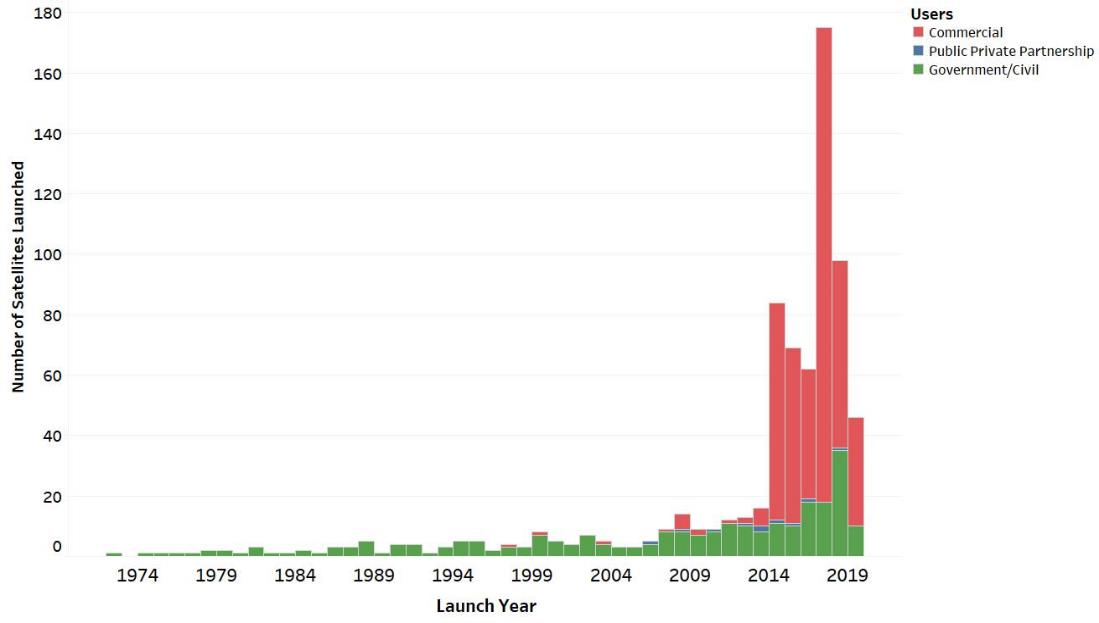 180
160
140
120
100
80
60
40
20
0
Number of Satellites Launched
1974 1979 1984 1989 1994 1999 2004 2009 2014 2019
Launch Year
Users
Commercial
Public Private Partnership
Government/Civil